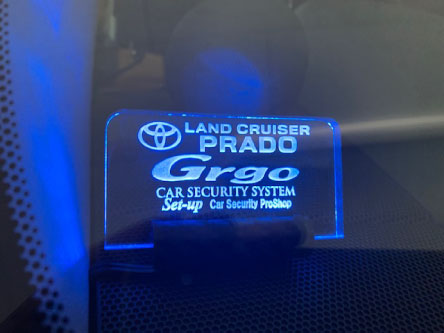 LAND CRUISER
PRADO
Grgo
CAR SECURITY SYSTEM
Set-up Car Security ProShop